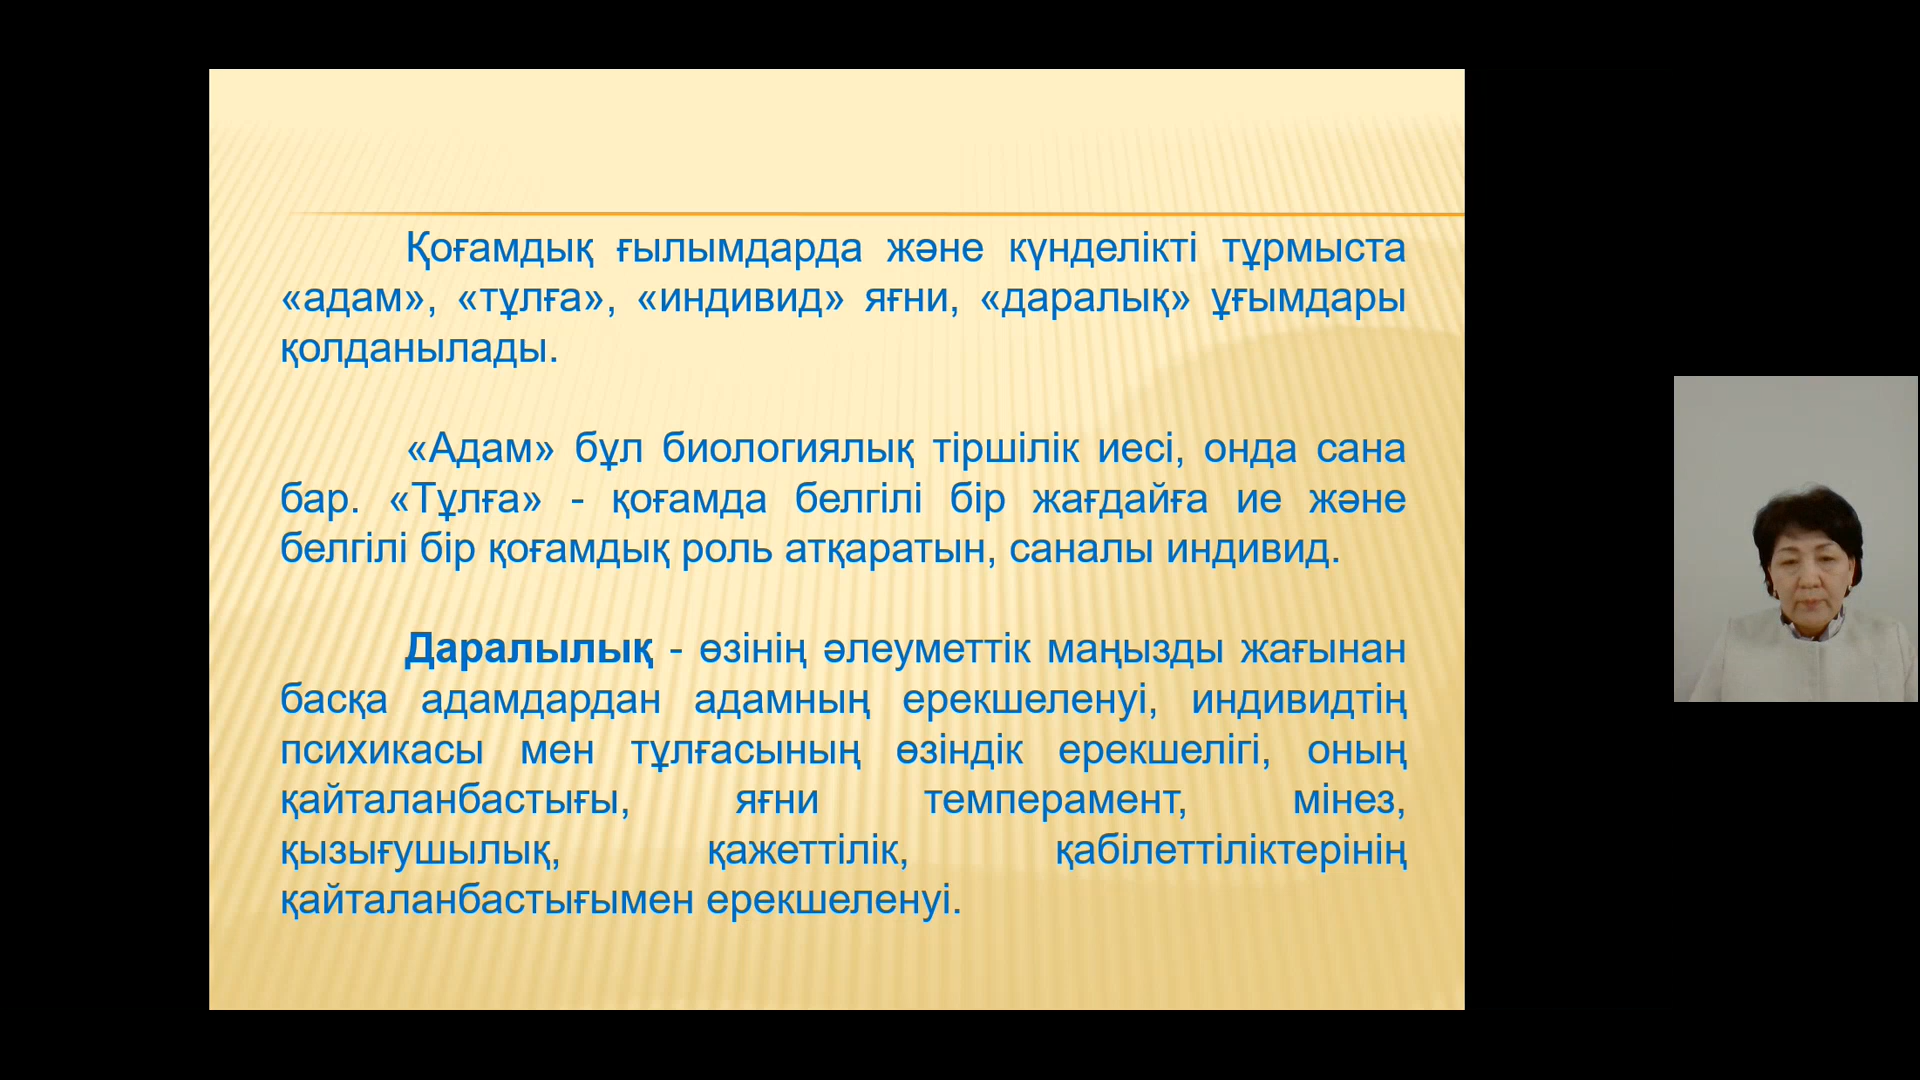 Қоғамдық ғылымдарда және күнделікті тұрмыста
«адам», «тұлға», «индивид» яғни, «даралық» ұғымдары
қолданылады.
«Адам» бұл биологиялық тіршілік иесі, онда сана
бар. «Тұлға» - қоғамда белгілі бір жағдайға ие және
белгілі бір қоғамдық роль атқаратын, саналы индивид.
Даралылық - өзінің әлеуметтік маңызды жағынан
басқа адамдардан адамның ерекшеленуі, индивидтің
психикасы мен тұлғасының өзіндік ерекшелігі, оның
қайталанбастығы, яғни темперамент, мінез,
қызығушылық, қажеттілік, қабілеттіліктерінің
қайталанбастығымен ерекшеленуі.